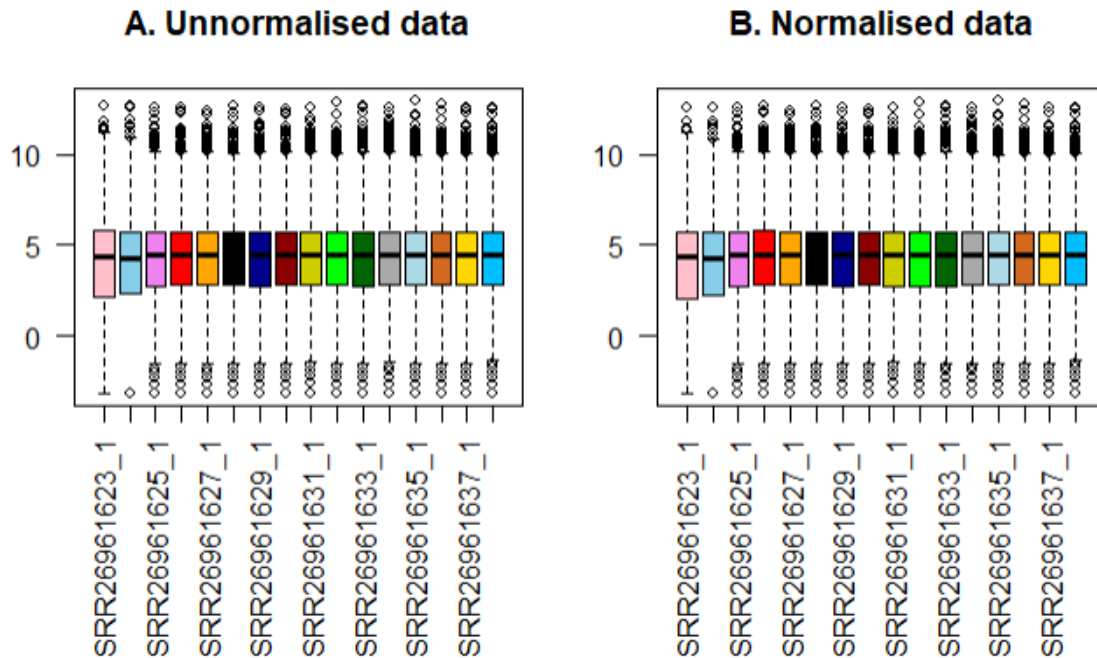 A. Unnormalised data
10
5
0
SRR26961623_1
SRR26961625_1
SRR26961627_1
SRR26961629_1
SRR26961631_1
SRR26961633_1
SRR26961635_1
SRR26961637_1
B. Normalised data
10
5
0
SRR26961623_1
SRR26961625_1
SRR26961627_1
SRR26961629_1
SRR26961631_1
SRR26961633_1
SRR26961635_1
SRR26961637_1